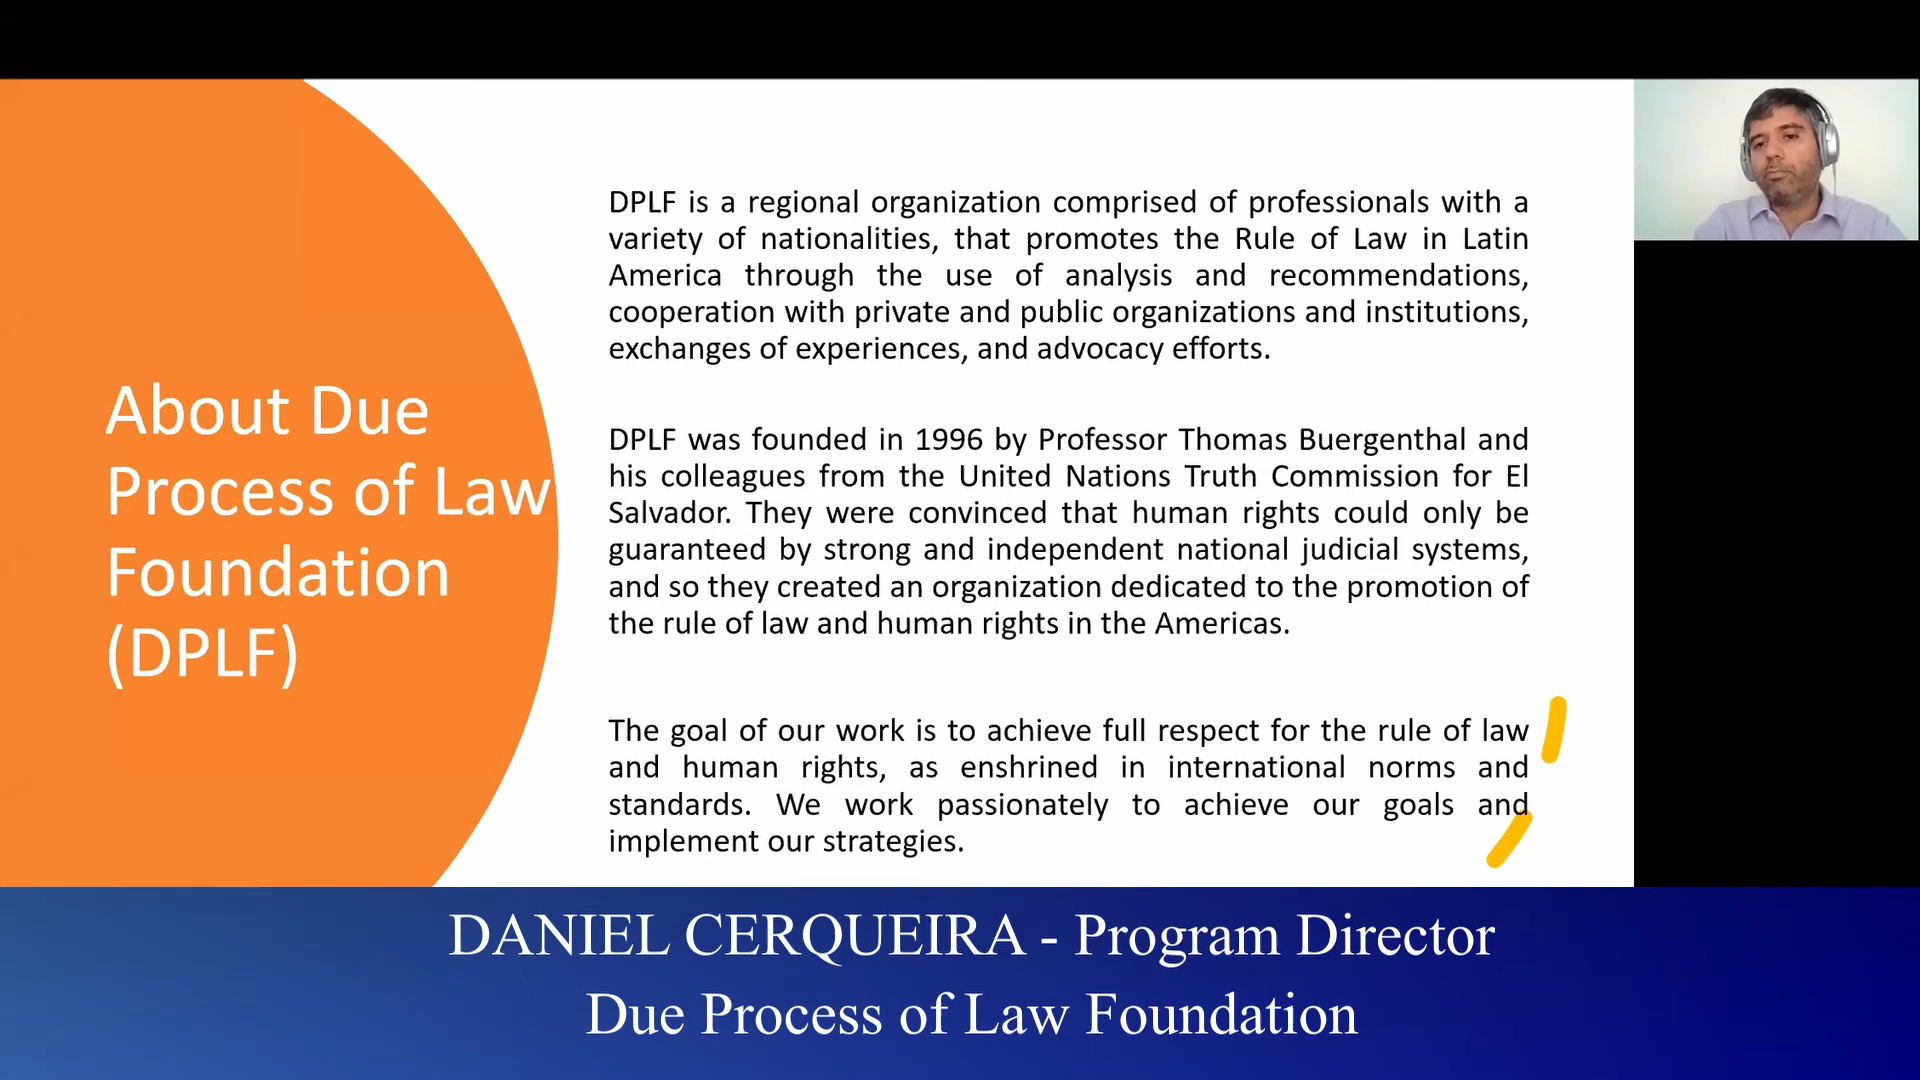 About Due
Process of Law
Foundation
(DPLF)
DPLF is a regional organization comprised of professionals with a
variety of nationalities, that promotes the Rule of Law in Latin
America through the use of analysis and recommendations,
cooperation with private and public organizations and institutions,
exchanges of experiences, and advocacy efforts.
DPLF was founded in 1996 by Professor Thomas Buergenthal and
his colleagues from the United Nations Truth Commission for El
Salvador. They were convinced that human rights could only be
guaranteed by strong and independent national judicial systems,
and so they created an organization dedicated to the promotion of
the rule of law and human rights in the Americas.
The goal of our work is to achieve full respect for the rule of law
and human rights, as enshrined in international norms and
standards. We work passionately to achieve our goals and
implement our strategies.
DANIEL CERQUEIRA - Program Director
Due Process of Law Foundation